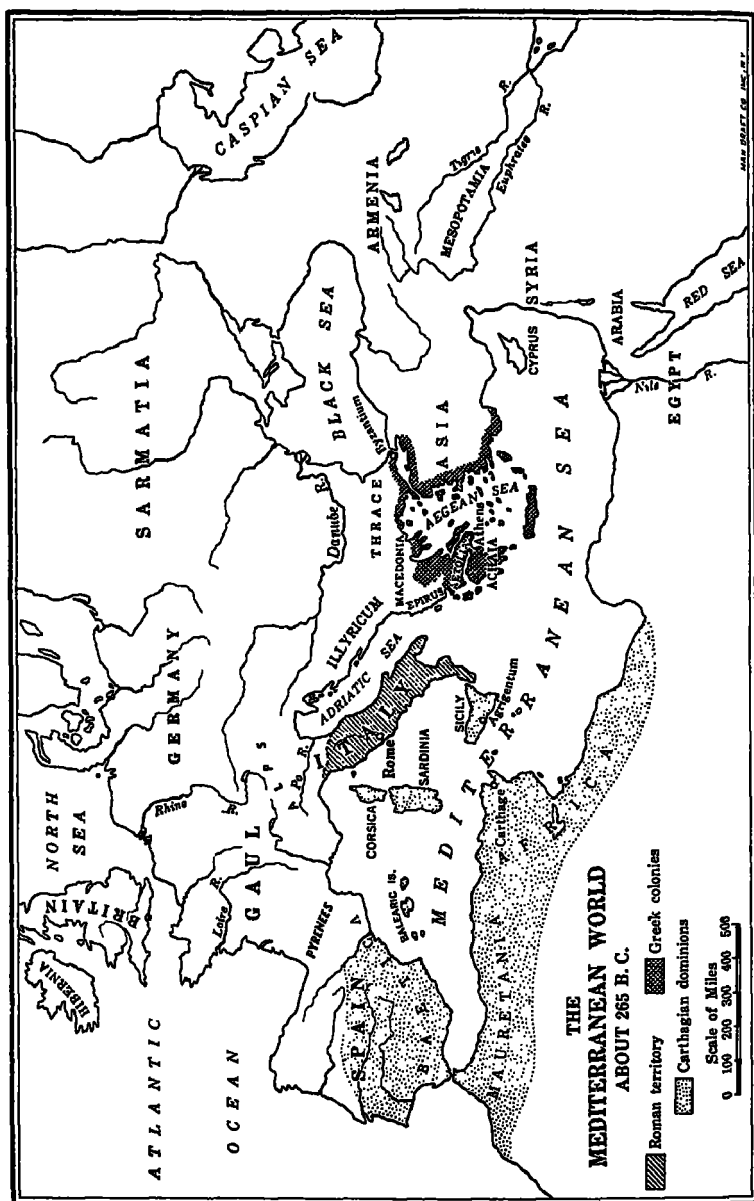 THE
MEDITERRANEAN WORLD
ABOUT 265 B.C.
Roman territory
Greek colonies
Carthagian dominions
Scale of Miles
0 100 200 300 400 500
ATLANTIC
OCEAN
HIBERNIA
BRITAIN
NORTH
SEA
GERMANY
SARMATIA
CASPIAN SEA
Rhine
R.
Loire R.
GAUL
ALPS
Po R.
PYRENEES
SPAIN
BALEARIC IS.
CORSICA
SARDINIA
Rome
ITALY
ADRIATIC SEA
ILLYRICUM
Danube R.
THRACE
BLACK SEA
Byzantium
MACEDONIA
EPIRUS
AETOLIA
Athens
ACHAIA
AEGEAN SEA
ASIA
ARMENIA
Tigris R.
MESOPOTAMIA
Euphrates R.
SYRIA
CYPRUS
ARABIA
RED SEA
EGYPT
Nile R.
MEDITERRANEAN SEA
SICILY
Agrigentum
Carthage
AFRICA
MAURETANIA